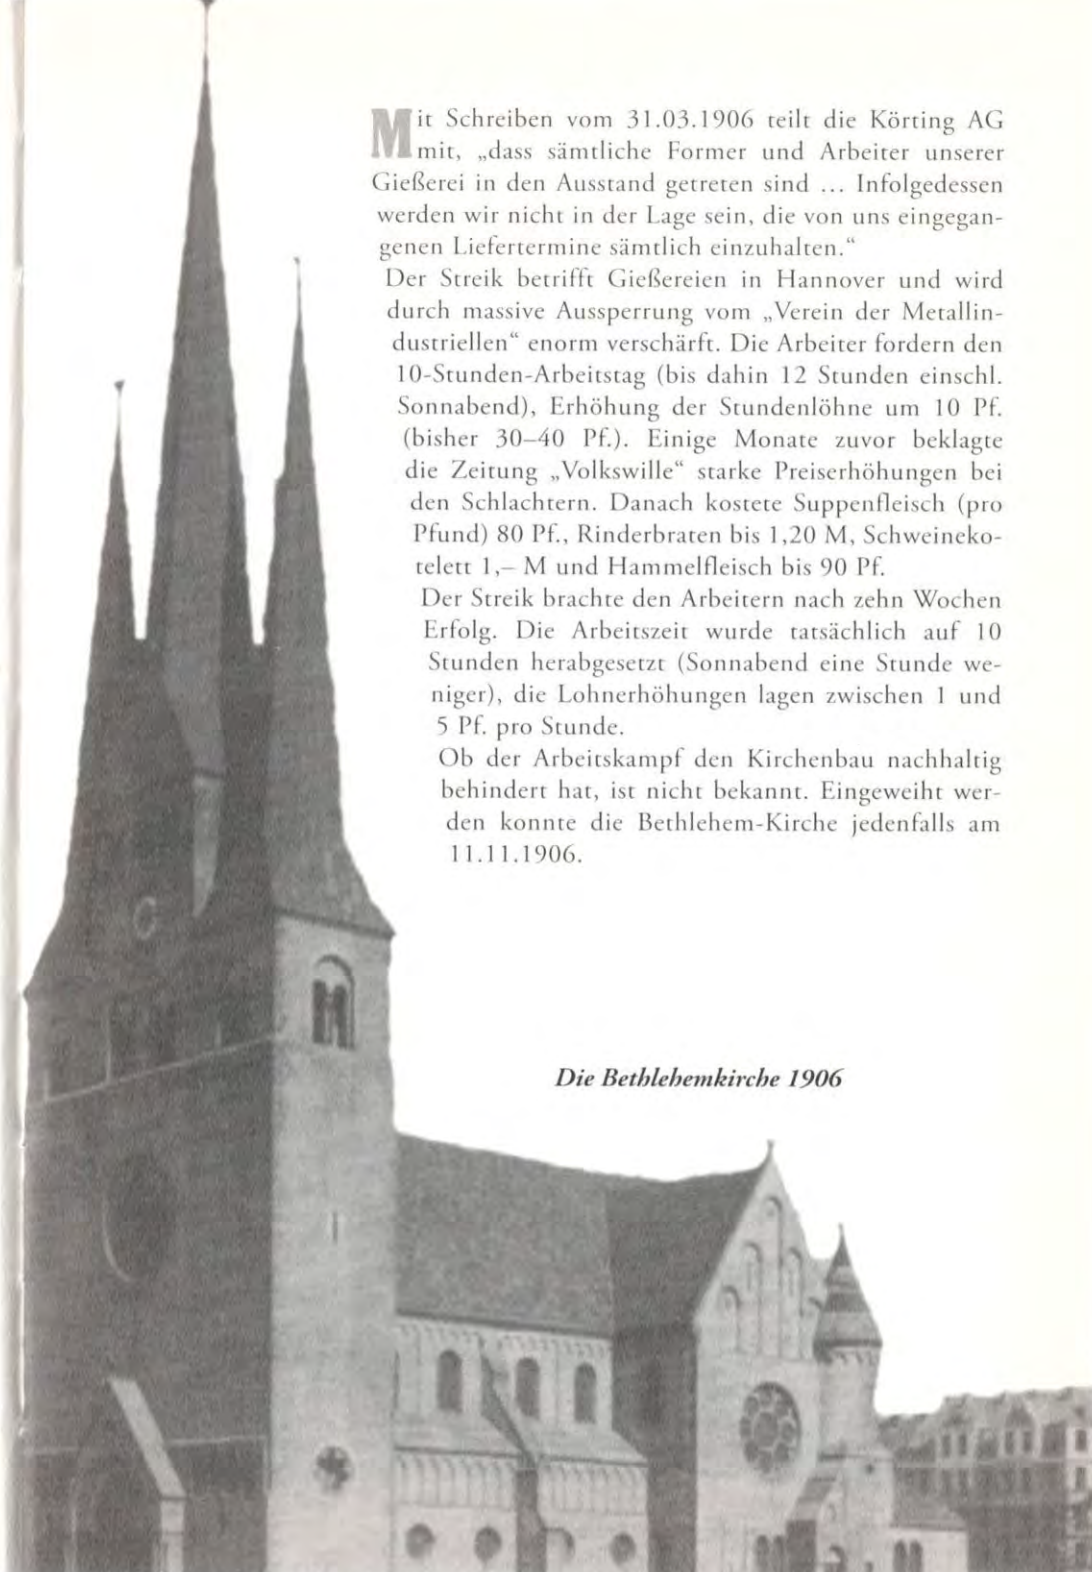 Mit Schreiben vom 31.03.1906 teilt die Körting AG
mit, „dass sämtliche Former und Arbeiter unserer
Gießerei in den Ausstand getreten sind ... Infolgedessen
werden wir nicht in der Lage sein, die von uns eingegan-
genen Liefertermine sämtlich einzuhalten.“
Der Streik betrifft Gießereien in Hannover und wird
durch massive Aussperrung vom „Verein der Metallin-
dustriellen“ enorm verschärft. Die Arbeiter fordern den
10-Stunden-Arbeitstag (bis dahin 12 Stunden einschl.
Sonnabend), Erhöhung der Stundenlöhne um 10 Pf.
(bisher 30–40 Pf.). Einige Monate zuvor beklagte
die Zeitung „Volkswille“ starke Preiserhöhungen bei
den Schlachtern. Danach kostete Suppenfleisch (pro
Pfund) 80 Pf., Rinderbraten bis 1,20 M, Schweineko-
telett 1,– M und Hammelfleisch bis 90 Pf.
Der Streik brachte den Arbeitern nach zehn Wochen
Erfolg. Die Arbeitszeit wurde tatsächlich auf 10
Stunden herabgesetzt (Sonnabend eine Stunde we-
niger), die Lohnerhöhungen lagen zwischen 1 und
5 Pf. pro Stunde.
Ob der Arbeitskampf den Kirchenbau nachhaltig
behindert hat, ist nicht bekannt. Eingeweiht wer-
den konnte die Bethlehem-Kirche jedenfalls am
11.11.1906.
Die Bethlehemkirche 1906